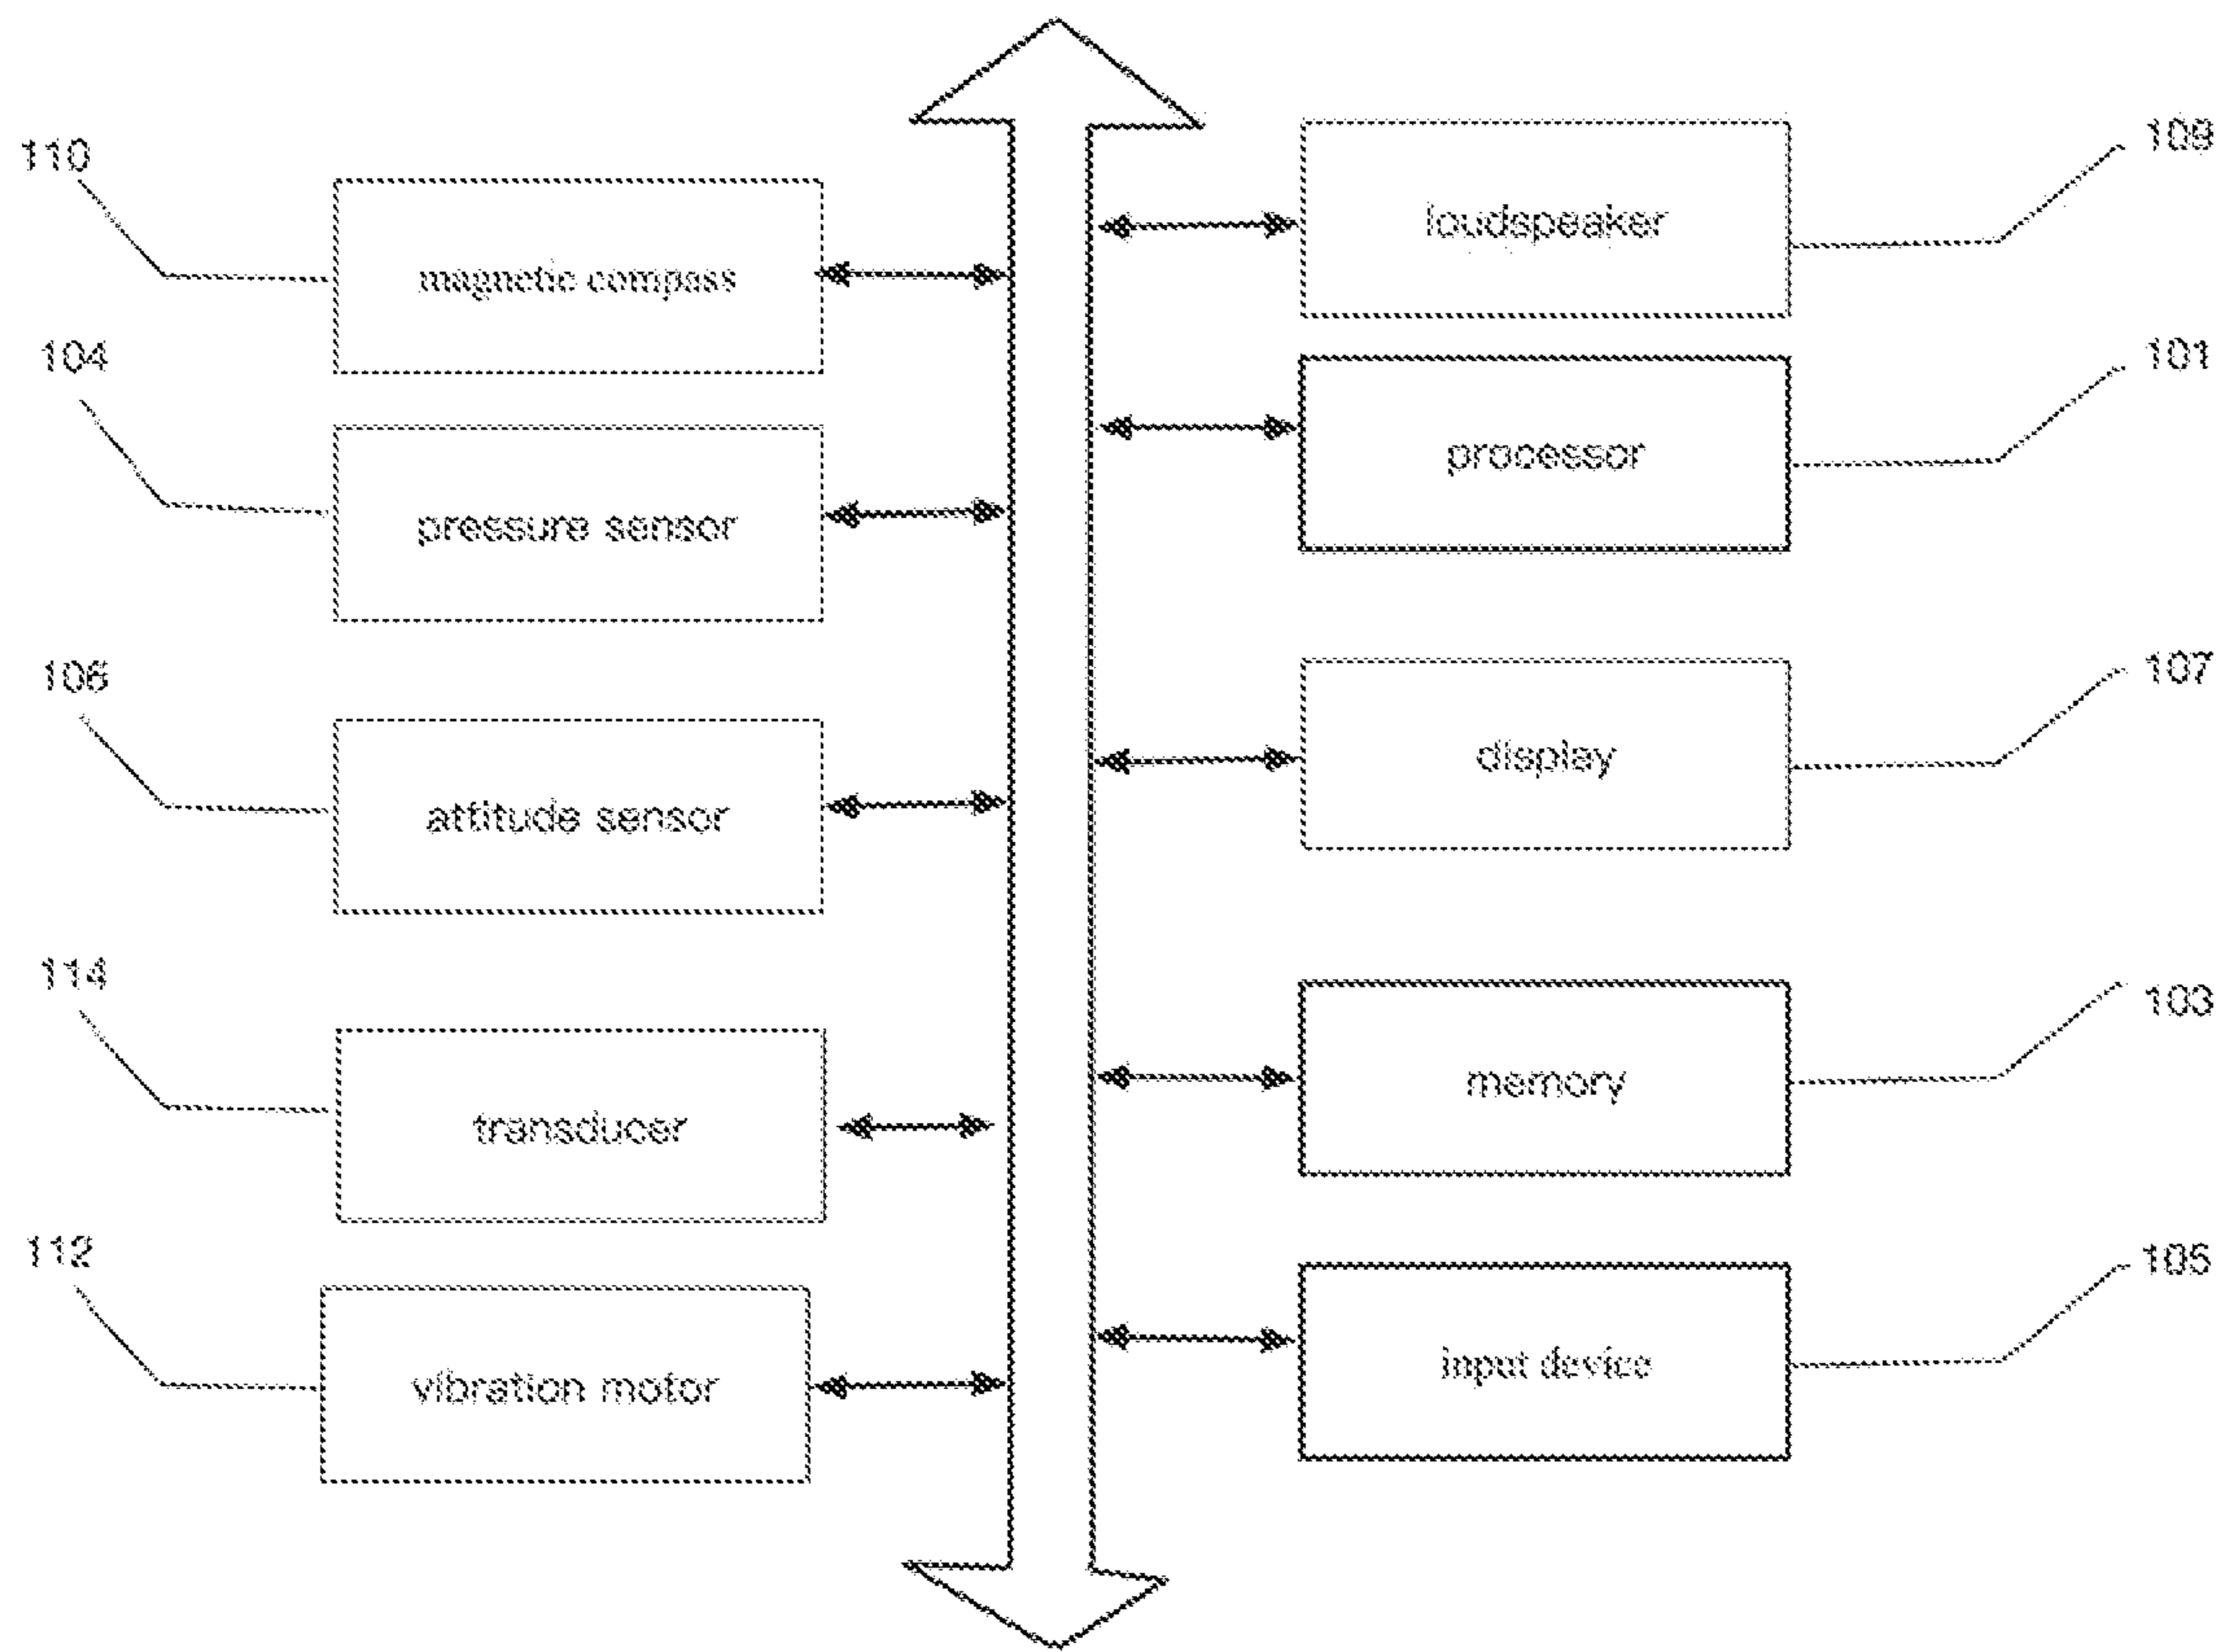 110
magnetic compass
104
pressure sensor
106
attitude sensor
114
transducer
112
vibration motor
109
loudspeaker
101
processor
107
display
103
memory
105
input device